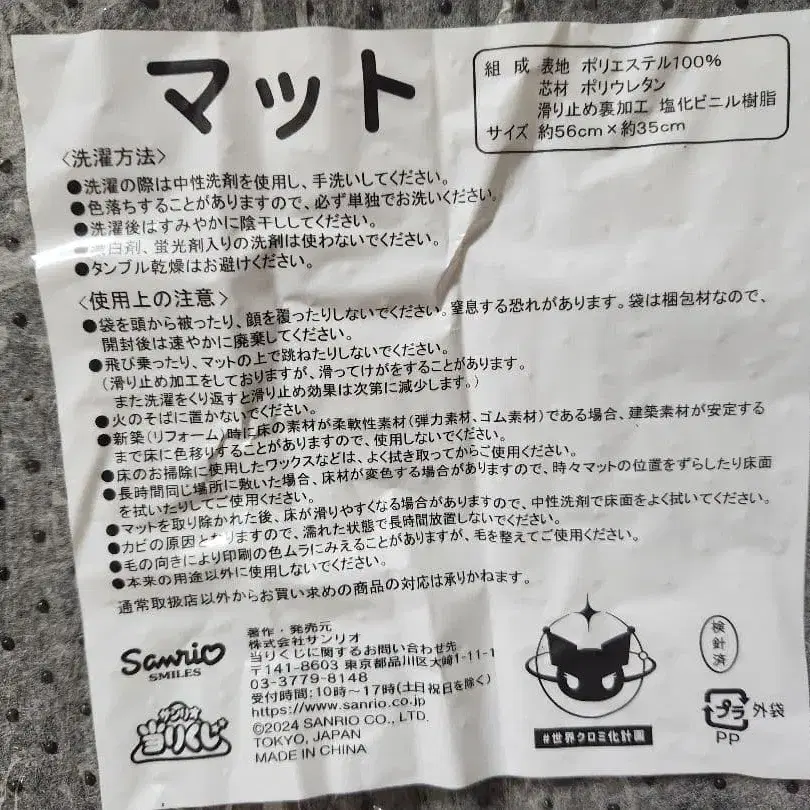 マット
組成 表地 ポリエステル100%
芯材 ポリウレタン
滑り止め裏加工 塩化ビニル樹脂
サイズ 約56cm×約35cm
〈洗濯方法〉
●洗濯の際は中性洗剤を使用し、手洗いしてください。
●色落ちすることがありますので、必ず単独でお洗いください。
●洗濯後はすみやかに陰干ししてください。
白剤、蛍光剤入りの洗剤は使わないでください。
●タンブル乾燥はお避けください。
〈使用上の注意〉
●袋を頭から被ったり、顔を覆ったりしないでください。窒息する恐れがあります。袋は梱包材なので、
開封後は速やかに廃棄してください。
●飛び乗ったり、マットの上で跳ねたりしないでください。
(滑り止め加工をしておりますが、滑ってけがをすることがあります。
また洗濯をくり返すと滑り止め効果は次第に減少します。)
●火のそばに置かないでください。
●新築(リフォーム)時に床の素材が柔軟性素材(弾力素材、ゴム素材)である場合、建築素材が安定する
まで床に色移りすることがありますので、使用しないでください。
●床のお掃除に使用したワックスなどは、よく拭き取ってからご使用ください。
●長時間同じ場所に敷いた場合、床材が変色する場合がありますので、時々マットの位置をずらしたり床面
を拭いたりしてご使用ください。
●マットを取り除かれた後、床が滑りやすくなる場合がありますので、中性洗剤で床面をよく拭いてください。
●カビの原因となりますので、濡れた状態で長時間放置しないでください。
●毛の向きにより印刷の色ムラにみえることがありますが、毛を整えてご使用ください。
●本来の用途以外に使用しないでください。
通常取扱店以外からお買い求めの商品の対応は承りかねます。
Sanrio
SMILES
サンリオ
当りくじ
著作・発売元
株式会社サンリオ
当りくじに関するお問い合わせ先
〒141-8603 東京都品川区大崎1-11-1
03-3779-8148
受付時間:10時～17時(土日祝日を除く)
https://www.sanrio.co.jp
©2024 SANRIO CO., LTD.
TOKYO, JAPAN
MADE IN CHINA
#世界クロミ化計画
検針済
プラ 外袋
PP